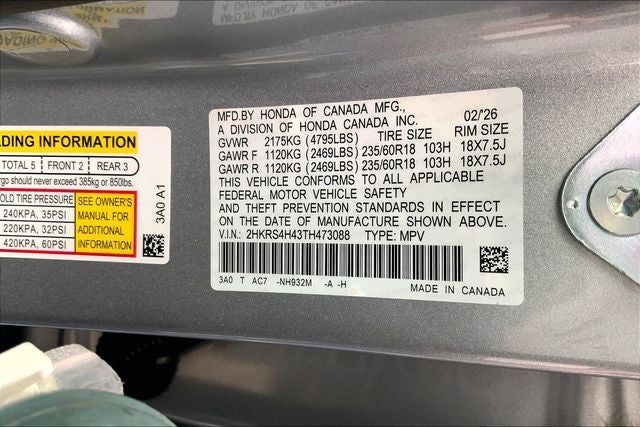 MFD.BY HONDA OF CANADA MFG.,
A DIVISION OF HONDA CANADA INC. 02/'26
GVWR 2175KG (4795LBS) TIRE SIZE RIM SIZE
GAWR F 1120KG (2469LBS) 235/60R18 103H 18X7.5J
GAWR R 1120KG (2469LBS) 235/60R18 103H 18X7.5J
THIS VEHICLE CONFORMS TO ALL APPLICABLE
FEDERAL MOTOR VEHICLE SAFETY
AND THEFT PREVENTION STANDARDS IN EFFECT
ON THE DATE OF MANUFACTURE SHOWN ABOVE.
V.I.N.: 2HKRS4H43TH473088 TYPE: MPV
3A0 T AC7 -NH932M -A -H
MADE IN CANADA
ADING INFORMATION
TOTAL 5 FRONT 2 REAR 3
rgo should never exceed 385kg or 850lbs.
OLD TIRE PRESSURE
240KPA, 35PSI
220KPA, 32PSI
420KPA, 60PSI
SEE OWNER'S
MANUAL FOR
ADDITIONAL
INFORMATION
3A0 A1